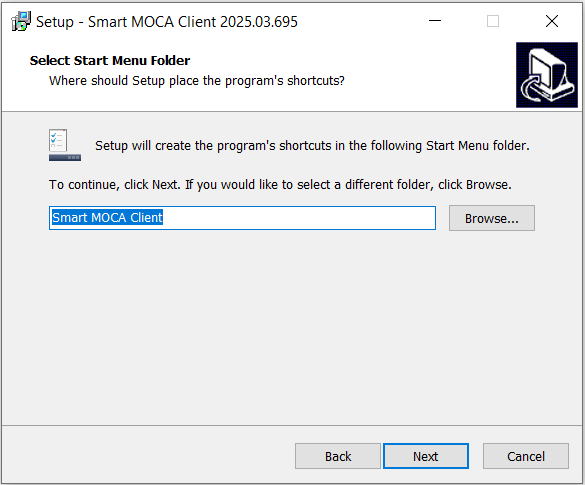 Setup - Smart MOCA Client 2025.03.695
Select Start Menu Folder
Where should Setup place the program's shortcuts?
Setup will create the program's shortcuts in the following Start Menu folder.
To continue, click Next. If you would like to select a different folder, click Browse.
Smart MOCA Client
Browse...
Back
Next
Cancel